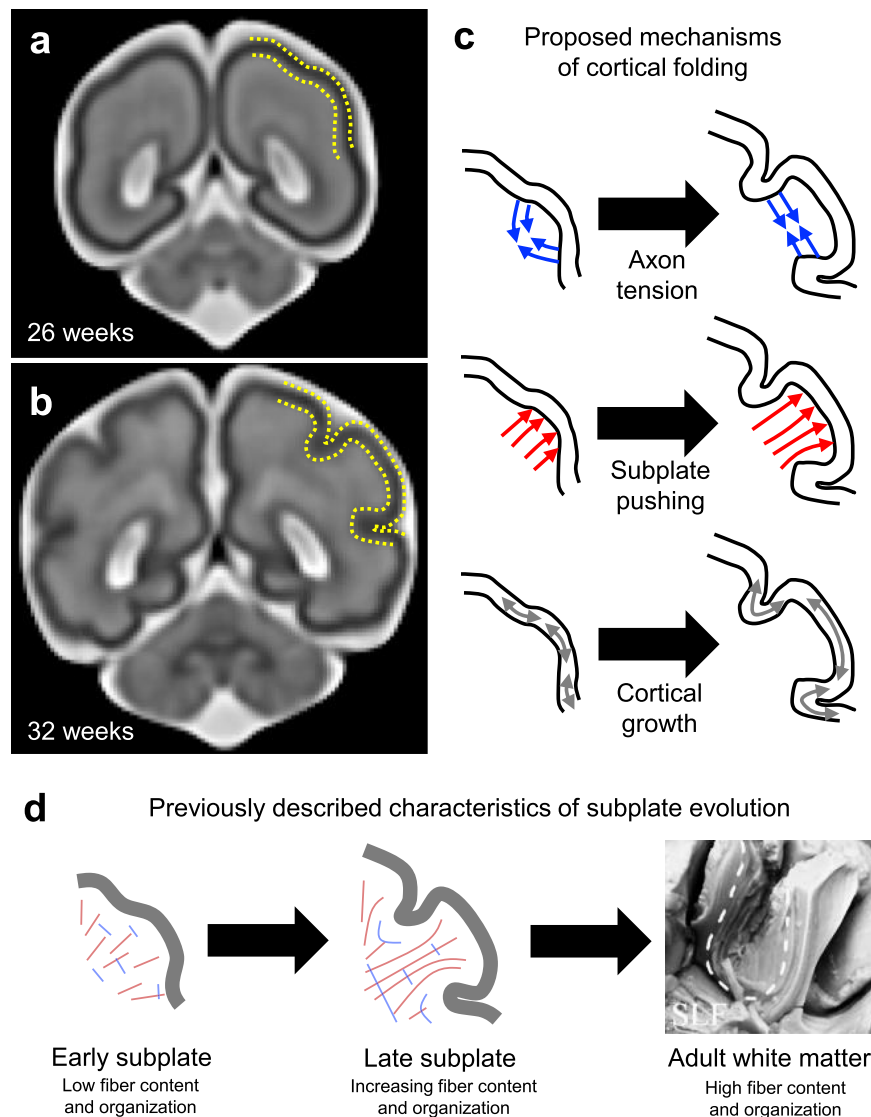 a
26 weeks
b
32 weeks
c
Proposed mechanisms
of cortical folding
Axon
tension
Subplate
pushing
Cortical
growth
d
Previously described characteristics of subplate evolution
Early subplate
Low fiber content
and organization
Late subplate
Increasing fiber content
and organization
SLF
Adult white matter
High fiber content
and organization